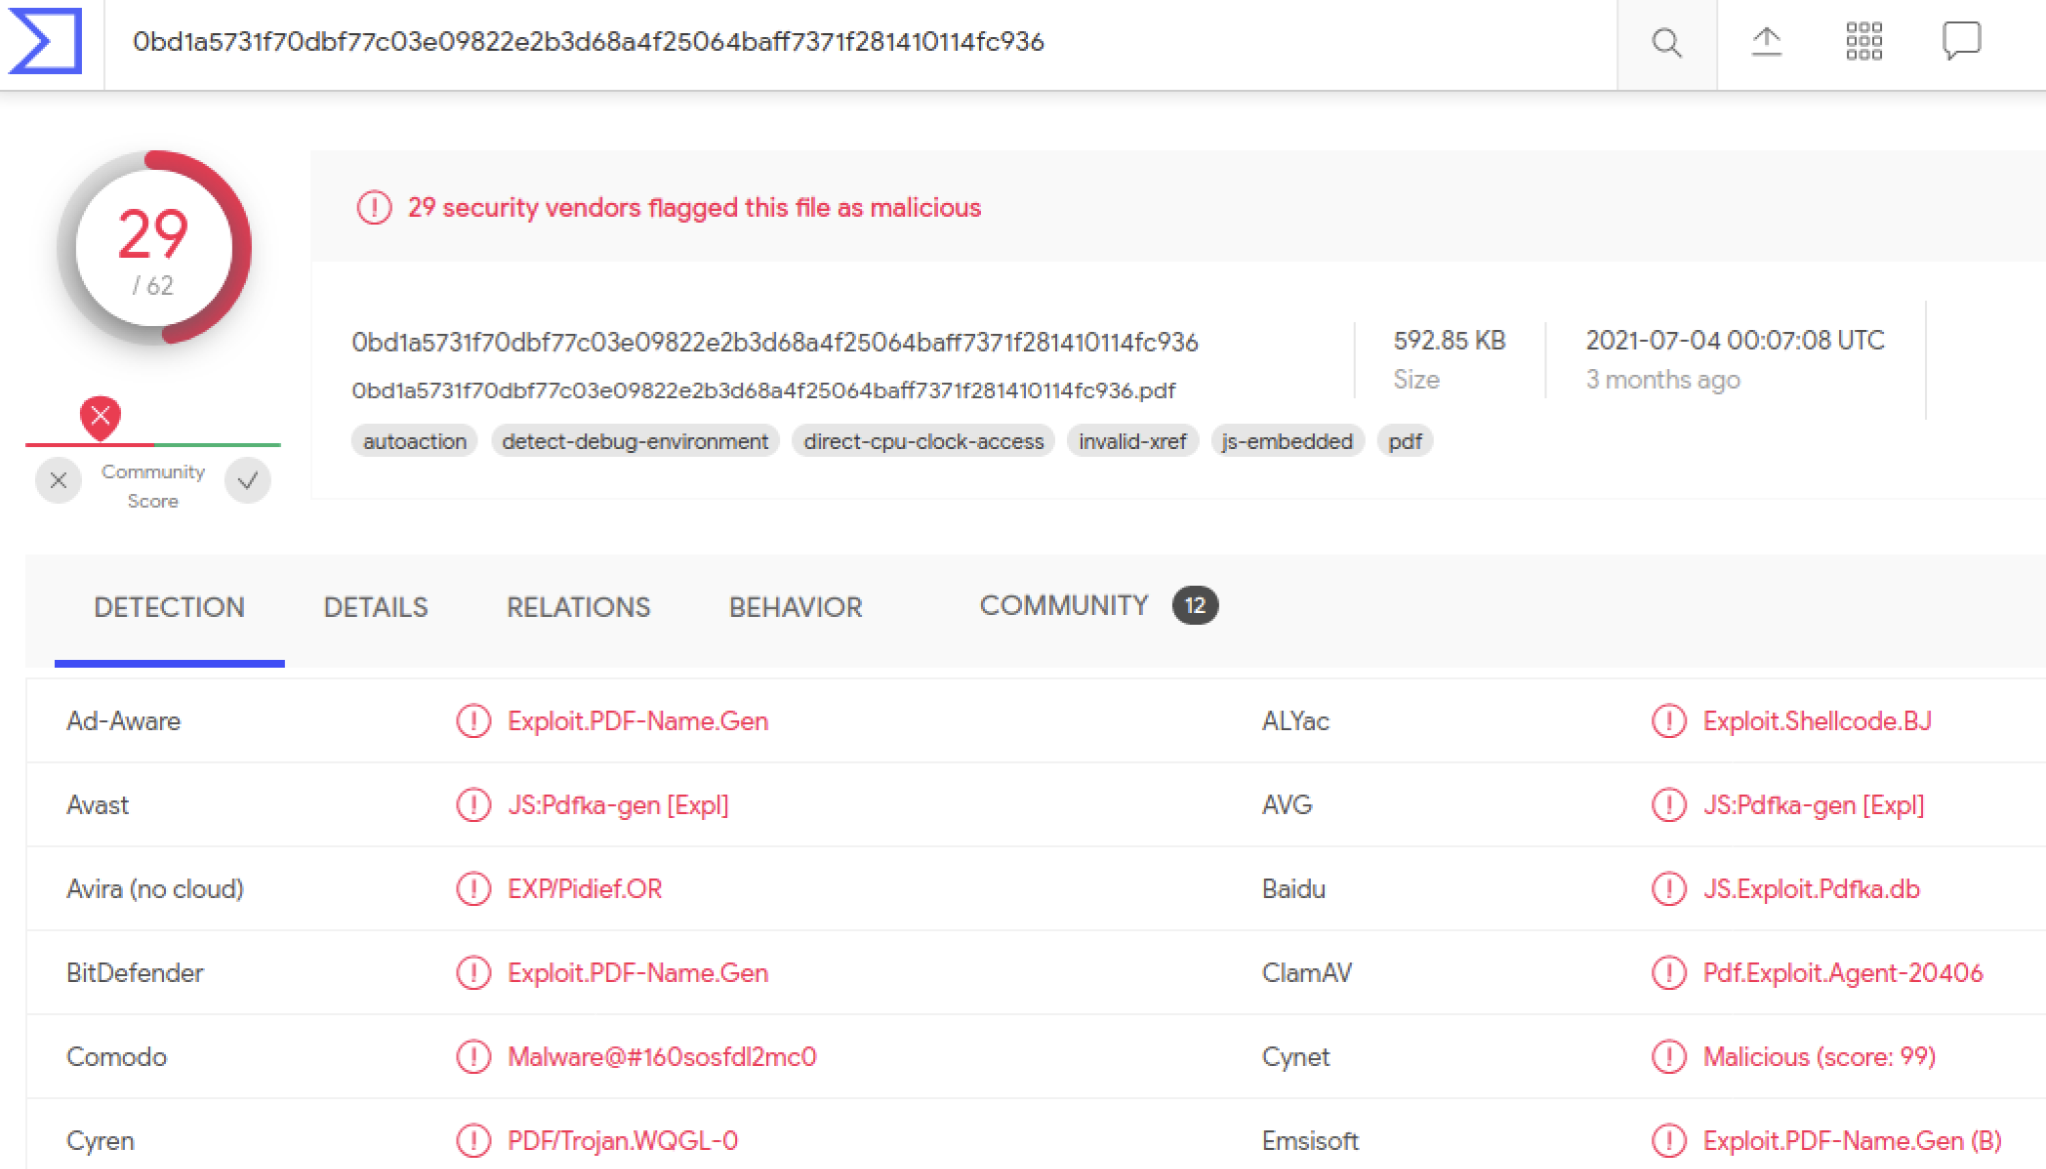 0bd1a5731f70dbf77c03e09822e2b3d68a4f25064baff7371f281410114fc936
29
/ 62
Community
Score
29 security vendors flagged this file as malicious
0bd1a5731f70dbf77c03e09822e2b3d68a4f25064baff7371f281410114fc936
0bd1a5731f70dbf77c03e09822e2b3d68a4f25064baff7371f281410114fc936.pdf
autoaction detect-debug-environment direct-cpu-clock-access invalid-xref js-embedded pdf
592.85 KB
Size
2021-07-04 00:07:08 UTC
3 months ago
DETECTION DETAILS RELATIONS BEHAVIOR COMMUNITY 12
Ad-Aware Exploit.PDF-Name.Gen ALYac Exploit.Shellcode.BJ
Avast JS:Pdfka-gen [Expl] AVG JS:Pdfka-gen [Expl]
Avira (no cloud) EXP/Pidief.OR Baidu JS.Exploit.Pdfka.db
BitDefender Exploit.PDF-Name.Gen ClamAV Pdf.Exploit.Agent-20406
Comodo Malware@#160sosfdl2mc0 Cynet Malicious (score: 99)
Cyren PDF/Trojan.WQGL-0 Emsisoft Exploit.PDF-Name.Gen (B)